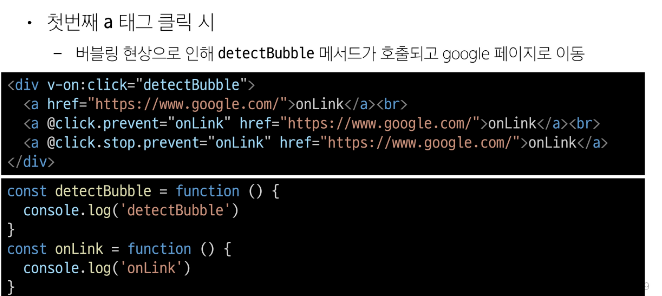 • 첫번째 a 태그 클릭 시
– 버블링 현상으로 인해 detectBubble 메서드가 호출되고 google 페이지로 이동
<div v-on:click="detectBubble">
  <a href="https://www.google.com/">onLink</a><br>
  <a @click.prevent="onLink" href="https://www.google.com/">onLink</a><br>
  <a @click.stop.prevent="onLink" href="https://www.google.com/">onLink</a>
</div>
const detectBubble = function () {
  console.log('detectBubble')
}
const onLink = function () {
  console.log('onLink')
}
9